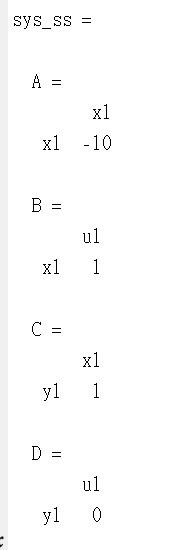 sys_ss =
A =
x1
x1 -10
B =
u1
x1 1
C =
x1
y1 1
D =
u1
y1 0